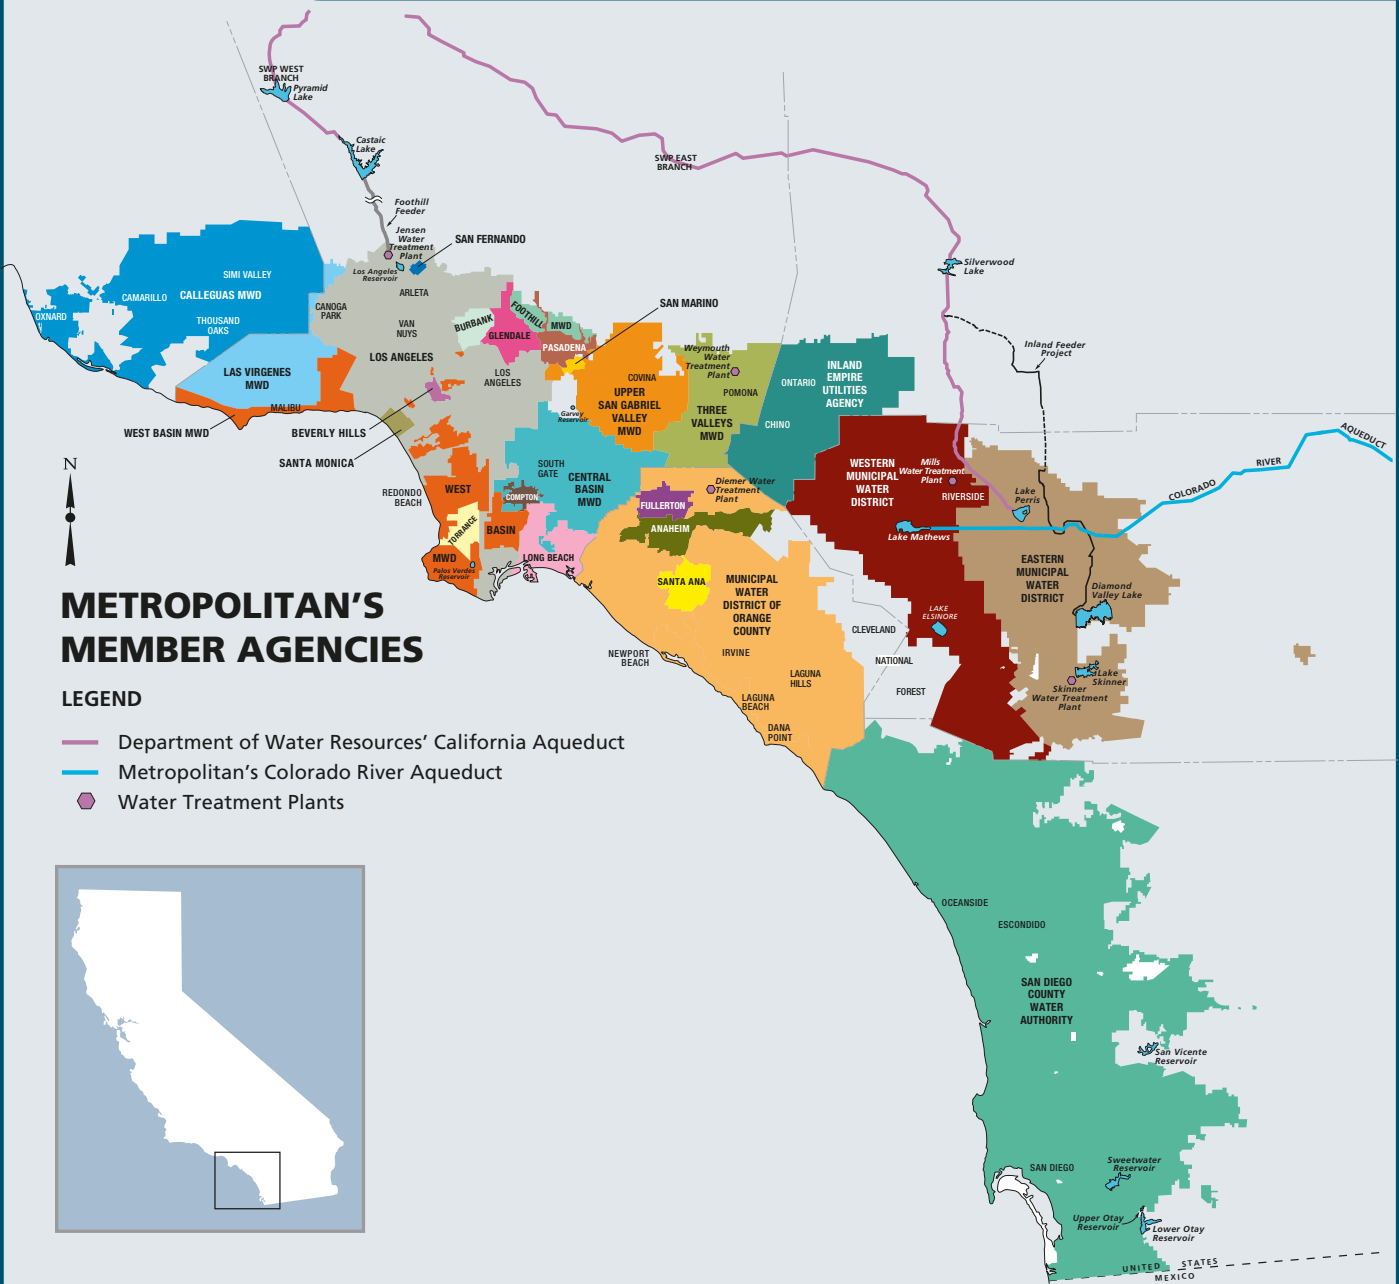 SWP WEST
BRANCH
Pyramid
Lake
Castaic
Lake
SWP EAST
BRANCH
Foothill
Feeder
Jensen
Water
Treatment
Plant
SAN FERNANDO
Los Angeles
Reservoir
Silverwood
Lake
SIMI VALLEY
CAMARILLO
CALLEGUAS MWD
OXNARD
THOUSAND
OAKS
ARLETA
CANOGA
PARK
VAN
NUYS
BURBANK
GLENDALE
FOOTHILL
MWD
PASADENA
SAN MARINO
LOS ANGELES
LOS
ANGELES
LAS VIRGENES
MWD
MALIBU
WEST BASIN MWD
BEVERLY HILLS
SANTA MONICA
COVINA
UPPER
SAN GABRIEL
VALLEY
MWD
Garvey
Reservoir
Weymouth
Water
Treatment
Plant
POMONA
THREE
VALLEYS
MWD
ONTARIO
INLAND
EMPIRE
UTILITIES
AGENCY
CHINO
Inland Feeder
Project
AQUEDUCT
RIVER
COLORADO
N
REDONDO
BEACH
WEST
BASIN
MWD
TORRANCE
Palos Verdes
Reservoir
SOUTH
GATE
CENTRAL
BASIN
MWD
COMPTON
LONG BEACH
Diemer Water
Treatment
Plant
FULLERTON
ANAHEIM
SANTA ANA
MUNICIPAL
WATER
DISTRICT OF
ORANGE
COUNTY
WESTERN
MUNICIPAL
WATER
DISTRICT
Mills
Water Treatment
Plant
RIVERSIDE
Lake
Perris
Lake Mathews
EASTERN
MUNICIPAL
WATER
DISTRICT
Diamond
Valley Lake
LAKE
ELSINORE
CLEVELAND
NATIONAL
FOREST
Lake
Skinner
Skinner
Water Treatment
Plant
NEWPORT
BEACH
IRVINE
LAGUNA
HILLS
LAGUNA
BEACH
DANA
POINT
METROPOLITAN’S
MEMBER AGENCIES
LEGEND
Department of Water Resources’ California Aqueduct
Metropolitan’s Colorado River Aqueduct
Water Treatment Plants
OCEANSIDE
ESCONDIDO
SAN DIEGO
COUNTY
WATER
AUTHORITY
San Vicente
Reservoir
SAN DIEGO
Sweetwater
Reservoir
Upper Otay
Reservoir
Lower Otay
Reservoir
UNITED STATES
MEXICO